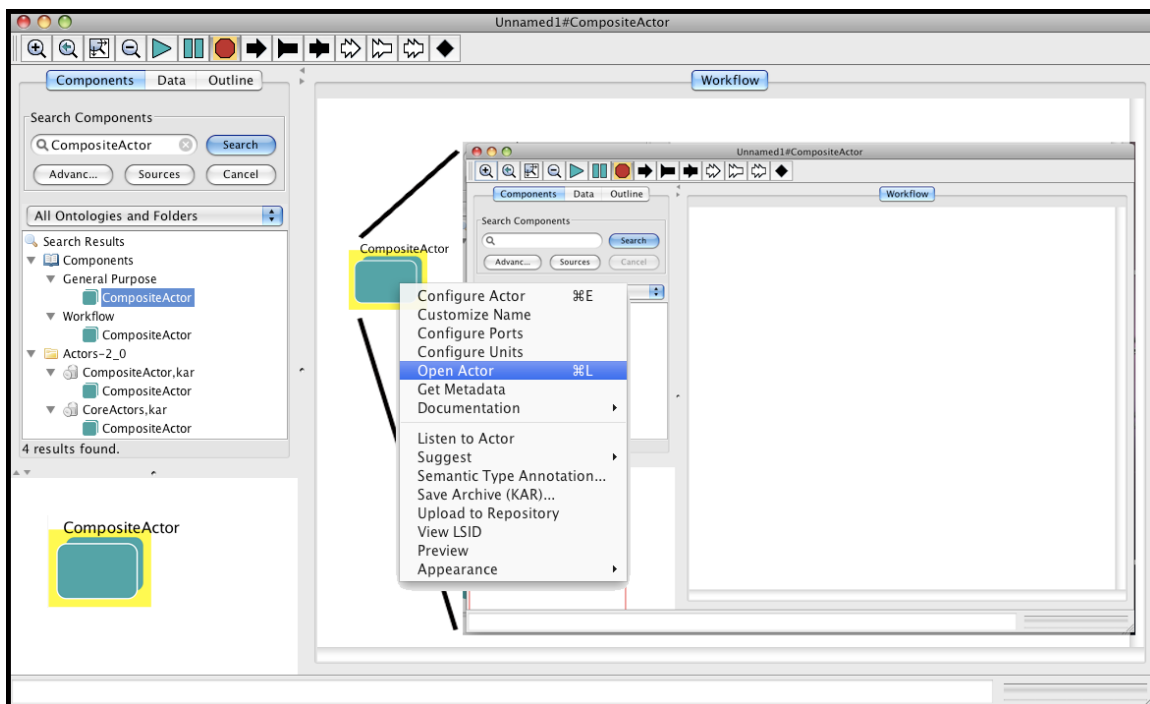 Unnamed1#CompositeActor
Components Data Outline
Workflow
Search Components
CompositeActor Search
Advanc... Sources Cancel
All Ontologies and Folders
Search Results
Components
General Purpose
CompositeActor
Workflow
CompositeActor
Actors-2_0
CompositeActor,kar
CompositeActor
CoreActors,kar
CompositeActor
4 results found.
CompositeActor
CompositeActor
Unnamed1#CompositeActor
Components Data Outline
Workflow
Search Components
Search
Advanc... Sources Cancel
Configure Actor ⌘E
Customize Name
Configure Ports
Configure Units
Open Actor ⌘L
Get Metadata
Documentation
Listen to Actor
Suggest
Semantic Type Annotation...
Save Archive (KAR)...
Upload to Repository
View LSID
Preview
Appearance